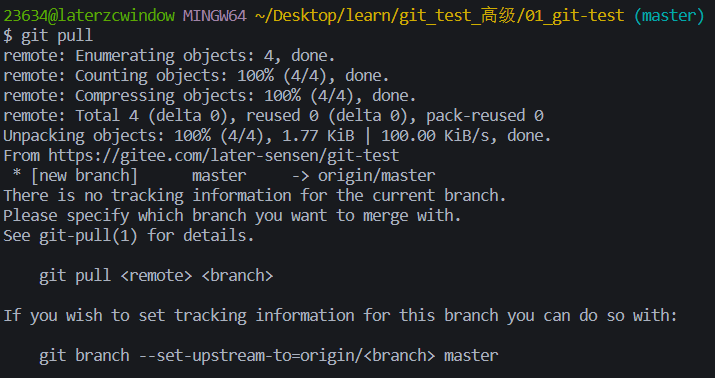 23634@laterzcwindow MINGW64 ~/Desktop/learn/git_test_高级/01_git-test (master)
$ git pull
remote: Enumerating objects: 4, done.
remote: Counting objects: 100% (4/4), done.
remote: Compressing objects: 100% (4/4), done.
remote: Total 4 (delta 0), reused 0 (delta 0), pack-reused 0
Unpacking objects: 100% (4/4), 1.77 KiB | 100.00 KiB/s, done.
From https://gitee.com/later-sensen/git-test
 * [new branch]      master     -> origin/master
There is no tracking information for the current branch.
Please specify which branch you want to merge with.
See git-pull(1) for details.

    git pull <remote> <branch>

If you wish to set tracking information for this branch you can do so with:

    git branch --set-upstream-to=origin/<branch> master